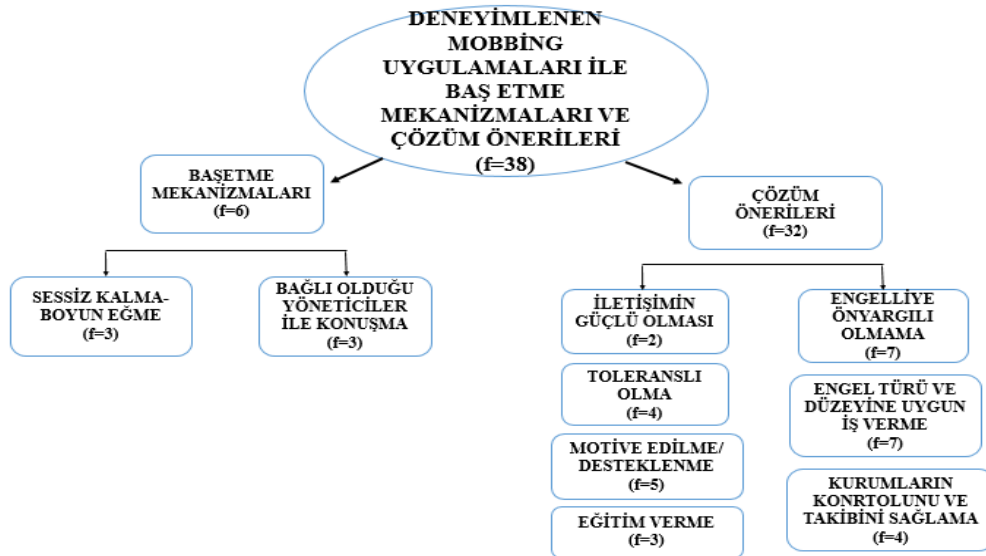 DENEYİMLENEN
MOBBİNG
UYGULAMALARI İLE
BAŞ ETME
MEKANİZMALARI VE
ÇÖZÜM ÖNERİLERİ
(f=38)
BAŞETME
MEKANİZMALARI
(f=6)
ÇÖZÜM
ÖNERİLERİ
(f=32)
SESSİZ KALMA-
BOYUN EĞME
(f=3)
BAĞLI OLDUĞU
YÖNETİCİLER
İLE KONUŞMA
(f=3)
İLETİŞİMİN
GÜÇLÜ OLMASI
(f=2)
TOLERANSLI
OLMA
(f=4)
MOTİVE EDİLME/
DESTEKLENME
(f=5)
EĞİTİM VERME
(f=3)
ENGELLİYE
ÖNYARGILI
OLMAMA
(f=7)
ENGEL TÜRÜ VE
DÜZEYİNE UYGUN
İŞ VERME
(f=7)
KURUMLARIN
KONRTOLUNU VE
TAKİBİNİ SAĞLAMA
(f=4)